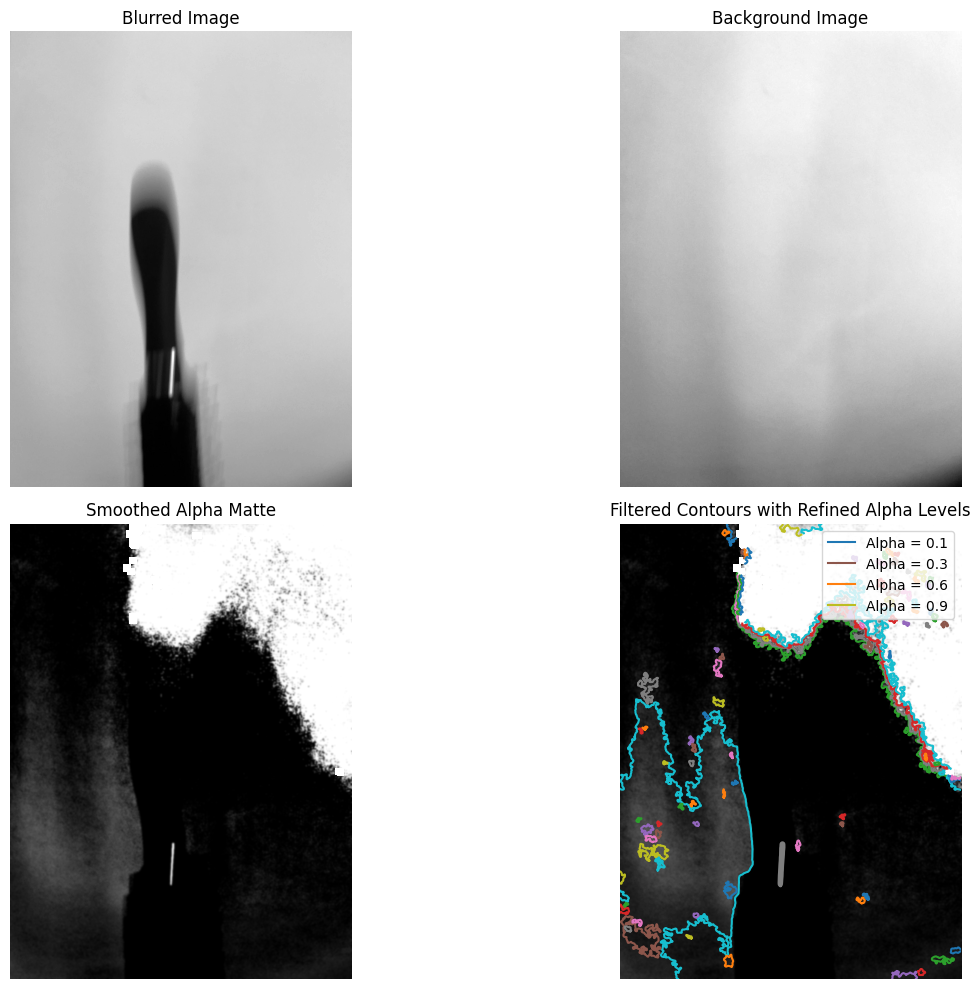 Blurred Image
Background Image
Smoothed Alpha Matte
Filtered Contours with Refined Alpha Levels
Alpha = 0.1
Alpha = 0.3
Alpha = 0.6
Alpha = 0.9